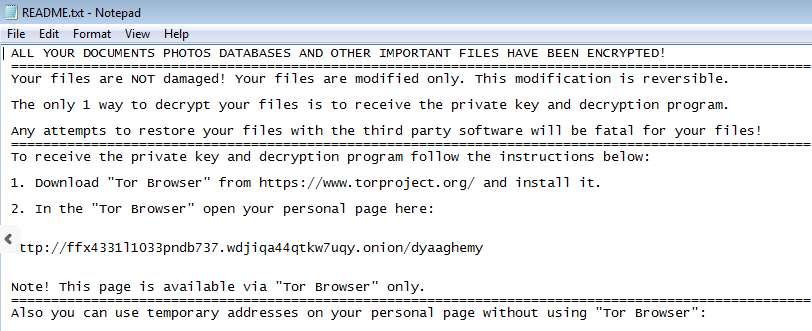 README.txt - Notepad
File Edit Format View Help
ALL YOUR DOCUMENTS PHOTOS DATABASES AND OTHER IMPORTANT FILES HAVE BEEN ENCRYPTED!
====================================================================================================
Your files are NOT damaged! Your files are modified only. This modification is reversible.
The only 1 way to decrypt your files is to receive the private key and decryption program.
Any attempts to restore your files with the third party software will be fatal for your files!
====================================================================================================
To receive the private key and decryption program follow the instructions below:
1. Download "Tor Browser" from https://www.torproject.org/ and install it.
2. In the "Tor Browser" open your personal page here:
ttp://ffx4331l1033pndb737.wdjiqa44qtkw7uqy.onion/dyaaghemy
Note! This page is available via "Tor Browser" only.
====================================================================================================
Also you can use temporary addresses on your personal page without using "Tor Browser":